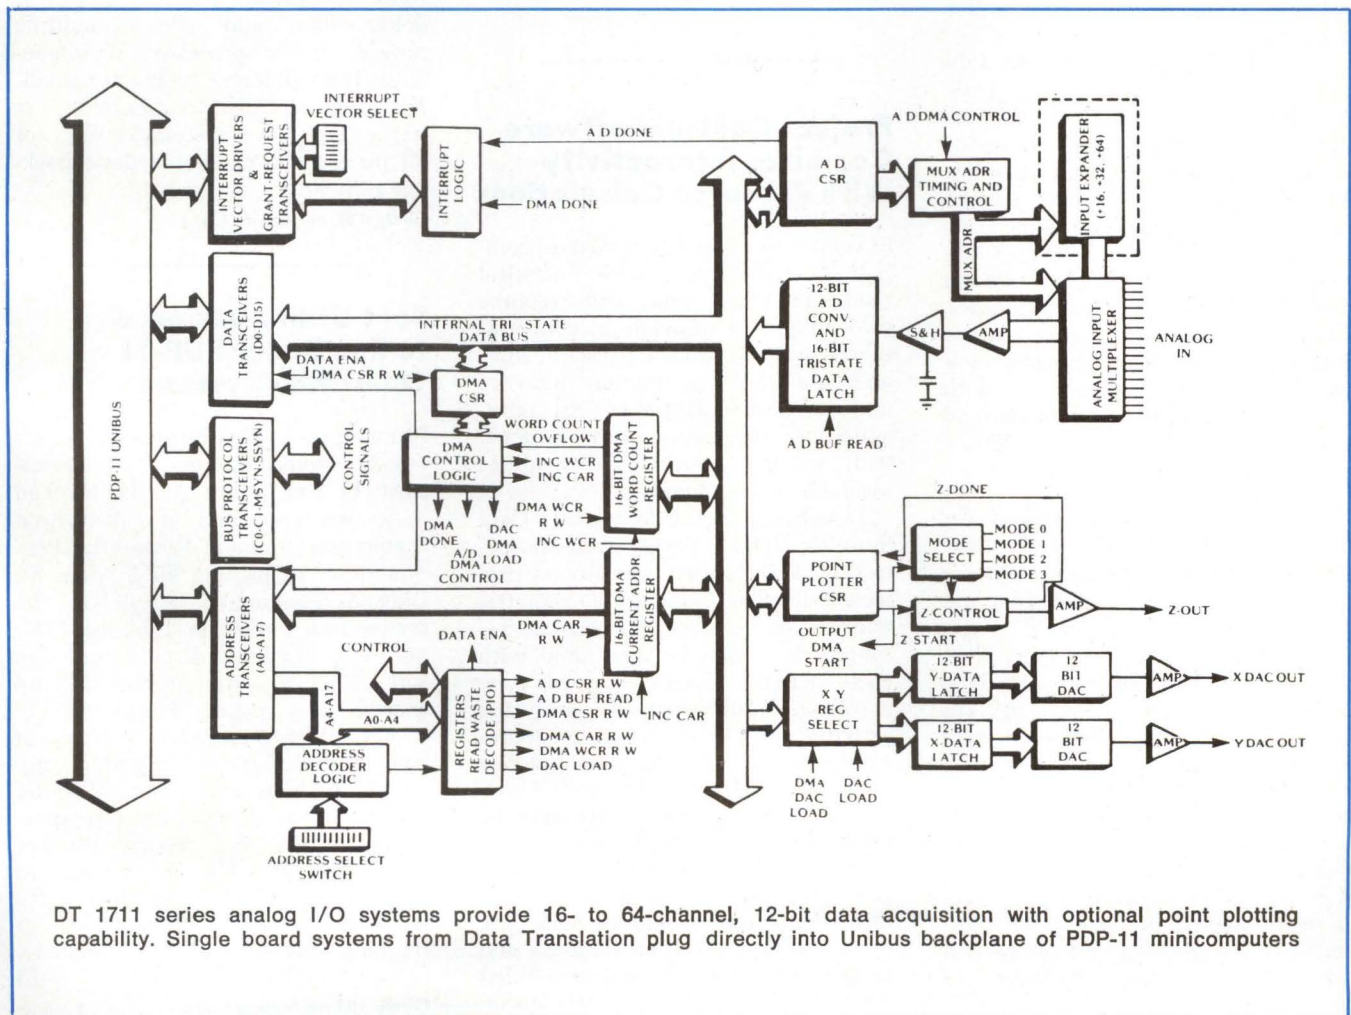 PDP-11 UNIBUS
INTERRUPT
VECTOR DRIVERS
&
GRANT-REQUEST
TRANSCEIVERS
INTERRUPT
VECTOR SELECT
INTERRUPT
LOGIC
A D DONE
DMA DONE
DATA
TRANSCEIVERS
(D0-D15)
INTERNAL TRI STATE
DATA BUS
DATA ENA
DMA CSR R W
DMA
CSR
BUS PROTOCOL
TRANSCEIVERS
(C0-C1-MSYN-SSYN)
CONTROL
SIGNALS
DMA
CONTROL
LOGIC
WORD COUNT
OVFLOW
INC WCR
INC CAR
DMA
DONE
A/D
DMA
CONTROL
DAC
DMA
LOAD
16-BIT DMA
WORD COUNT
REGISTER
DMA WCR
R W
INC WCR
ADDRESS
TRANSCEIVERS
(A0-A17)
16-BIT DMA
CURRENT ADDR
REGISTER
DMA CAR
R W
INC CAR
DATA ENA
CONTROL
A4-A17
A0-A4
REGISTERS
READ WASTE
DECODE (PIO)
A D CSR R W
A D BUF READ
DMA CSR R W
DMA CAR R W
DMA WCR R W
DAC LOAD
ADDRESS
DECODER
LOGIC
ADDRESS SELECT
SWITCH
A D
CSR
A D DMA CONTROL
MUX ADR
TIMING AND
CONTROL
MUX ADR
INPUT EXPANDER
(+16, +32, +64)
12-BIT
A D
CONV.
AND
16-BIT
TRISTATE
DATA
LATCH
A D BUF READ
S & H
AMP
ANALOG INPUT
MULTIPLEXER
ANALOG
IN
Z-DONE
POINT
PLOTTER
CSR
MODE
SELECT
MODE 0
MODE 1
MODE 2
MODE 3
Z-CONTROL
AMP
Z-OUT
OUTPUT
DMA
START
Z START
X Y
REG
SELECT
DMA
DAC
LOAD
DAC
LOAD
12-BIT
Y-DATA
LATCH
12
BIT
DAC
AMP
X DAC OUT
12-BIT
X-DATA
LATCH
12
BIT
DAC
AMP
Y DAC OUT
DT 1711 series analog I/O systems provide 16- to 64-channel, 12-bit data acquisition with optional point plotting
capability. Single board systems from Data Translation plug directly into Unibus backplane of PDP-11 minicomputers